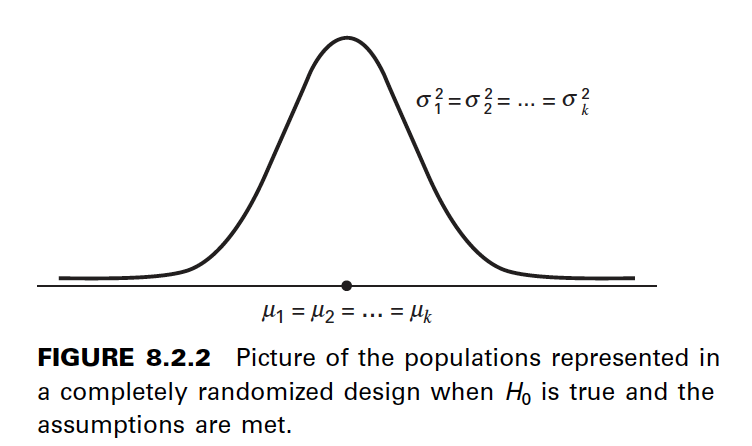 σ₁² = σ₂² = ... = σₖ²
μ₁ = μ₂ = ... = μₖ
FIGURE 8.2.2 Picture of the populations represented in
a completely randomized design when H₀ is true and the
assumptions are met.